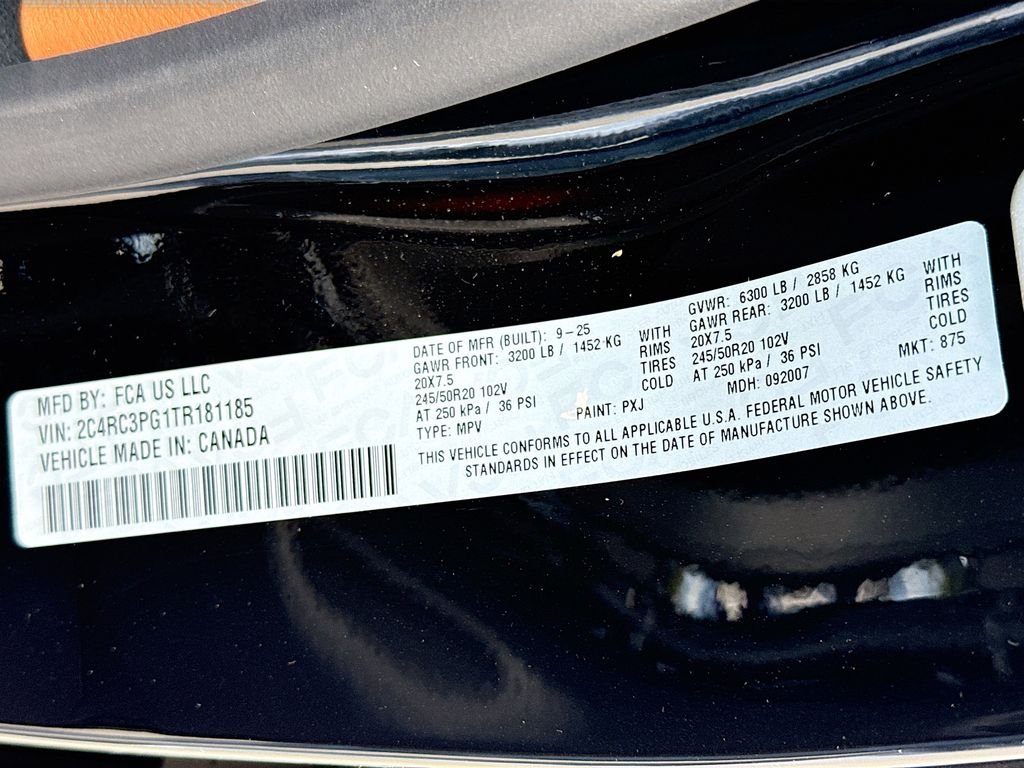 MFD BY: FCA US LLC
VIN: 2C4RC3PG1TR181185
VEHICLE MADE IN: CANADA
DATE OF MFR (BUILT): 9-25
GAWR FRONT: 3200 LB / 1452 KG WITH
20X7.5 RIMS
245/50R20 102V TIRES
AT 250 kPa / 36 PSI COLD
TYPE: MPV PAINT: PXJ
GVWR: 6300 LB / 2858 KG
GAWR REAR: 3200 LB / 1452 KG WITH
20X7.5 RIMS
245/50R20 102V TIRES
AT 250 kPa / 36 PSI COLD
MDH: 092007 MKT: 875
THIS VEHICLE CONFORMS TO ALL APPLICABLE U.S.A. FEDERAL MOTOR VEHICLE SAFETY
STANDARDS IN EFFECT ON THE DATE OF MANUFACTURE SHOWN ABOVE.